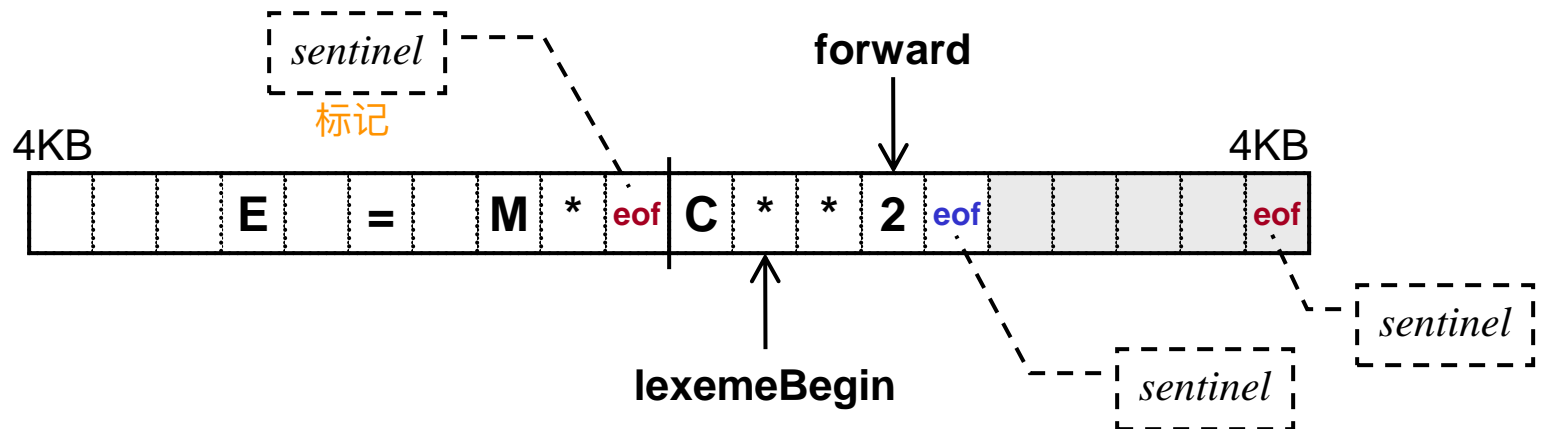 sentinel
标记
forward
4KB
4KB
E = M * eof C * * 2 eof eof
sentinel
lexemeBegin
sentinel